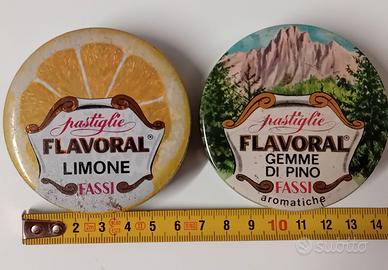 pastiglie
FLAVORAL®
LIMONE
FASSI
pastiglie
FLAVORAL®
GEMME
DI PINO
FASSI
aromatiche
2 3 4 5 6 7 8 9 10 11 12 13 14
subito